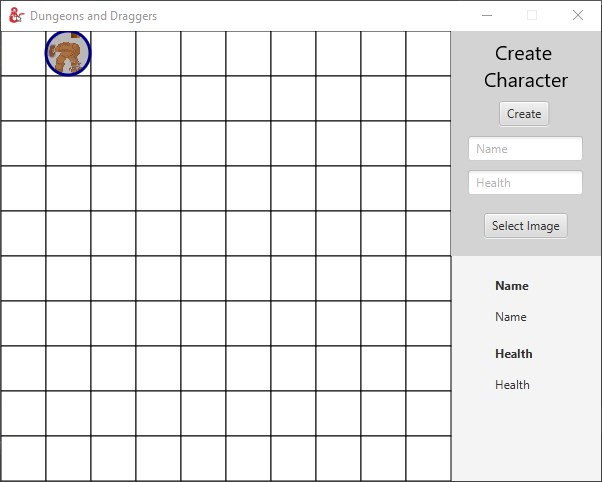 Dungeons and Draggers
Create
Character
Create
Name
Health
Select Image
Name
Name
Health
Health